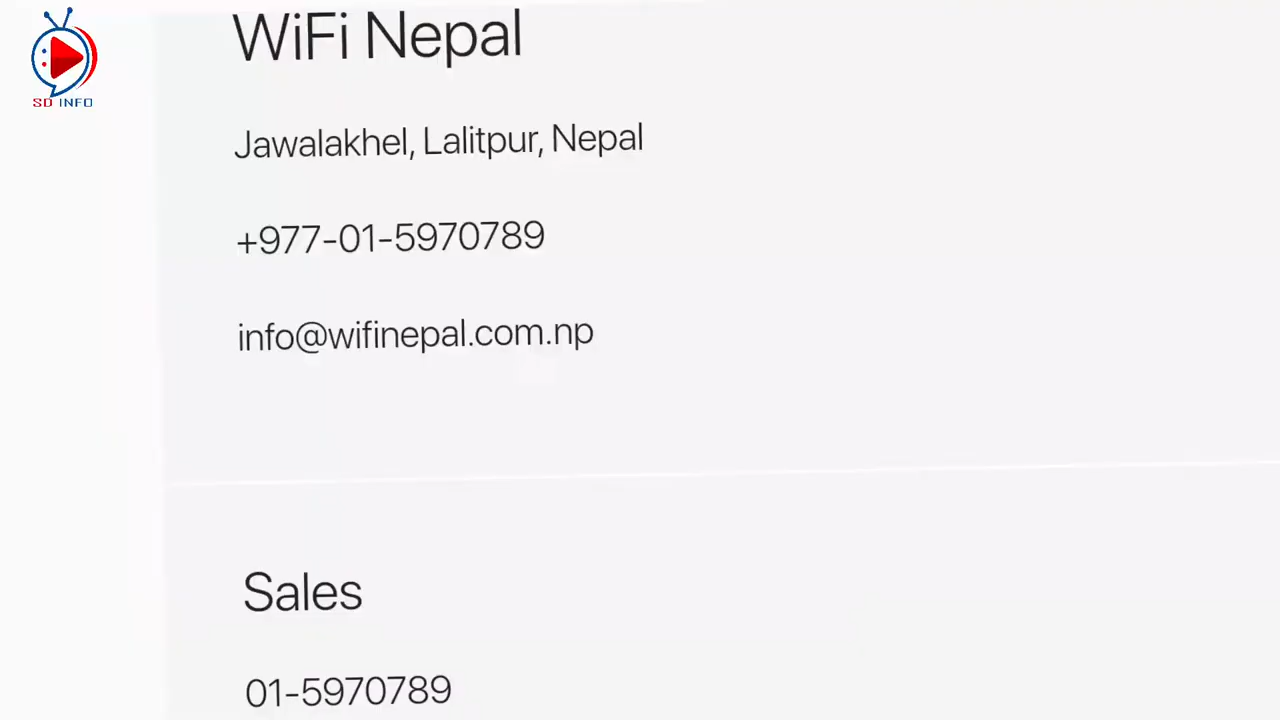 SD INFO
WiFi Nepal
Jawalakhel, Lalitpur, Nepal
+977-01-5970789
info@wifinepal.com.np
Sales
01-5970789